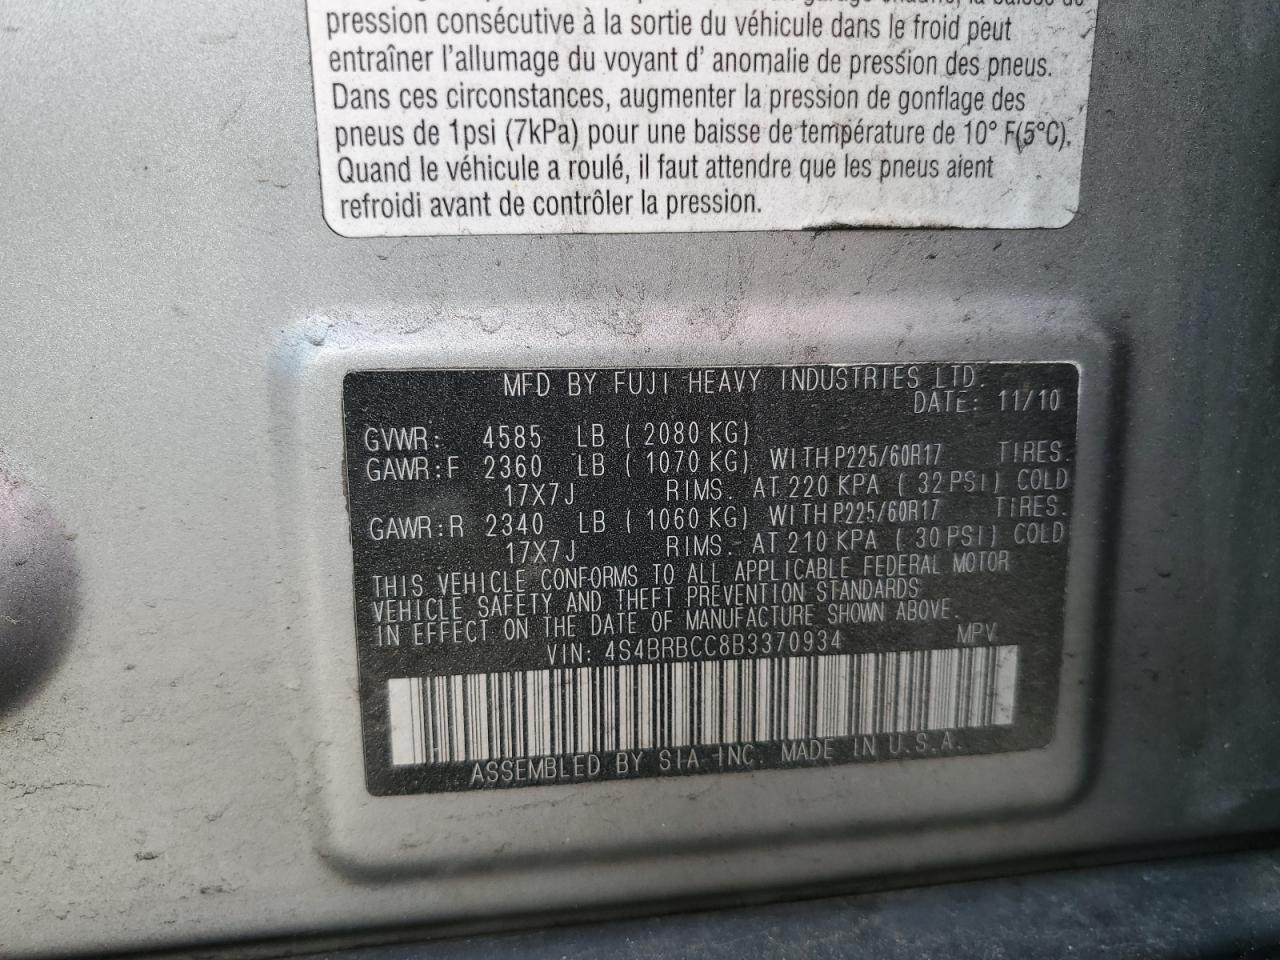 pression consécutive à la sortie du véhicule dans le froid peut
entraîner l'allumage du voyant d' anomalie de pression des pneus.
Dans ces circonstances, augmenter la pression de gonflage des
pneus de 1psi (7kPa) pour une baisse de température de 10° F(5°C).
Quand le véhicule a roulé, il faut attendre que les pneus aient
refroidi avant de contrôler la pression.
MFD BY FUJI HEAVY INDUSTRIES LTD.
DATE: 11/10
GVWR: 4585 LB ( 2080 KG)
GAWR:F 2360 LB ( 1070 KG) WITH P225/60R17 TIRES.
17X7J RIMS. AT 220 KPA ( 32 PSI) COLD
GAWR:R 2340 LB ( 1060 KG) WITH P225/60R17 TIRES.
17X7J RIMS. AT 210 KPA ( 30 PSI) COLD
THIS VEHICLE CONFORMS TO ALL APPLICABLE FEDERAL MOTOR
VEHICLE SAFETY AND THEFT PREVENTION STANDARDS
IN EFFECT ON THE DATE OF MANUFACTURE SHOWN ABOVE.
VIN: 4S4BRBCC8B3370934 MPV
ASSEMBLED BY SIA INC. MADE IN U.S.A.